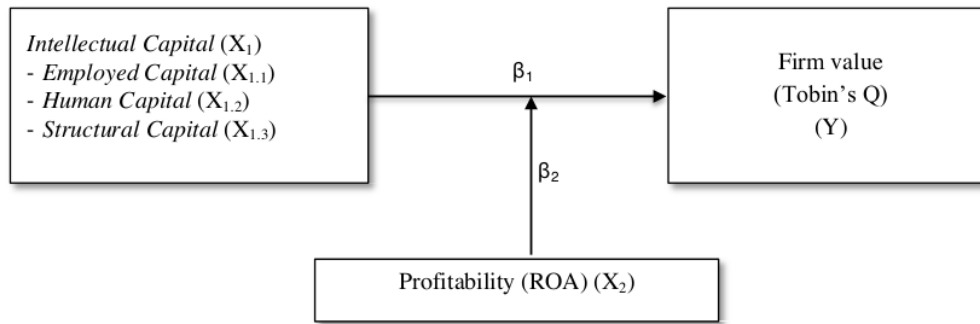 Intellectual Capital (X₁)
- Employed Capital (X₁.₁)
- Human Capital (X₁.₂)
- Structural Capital (X₁.₃)
β₁
Firm value
(Tobin's Q)
(Y)
β₂
Profitability (ROA) (X₂)